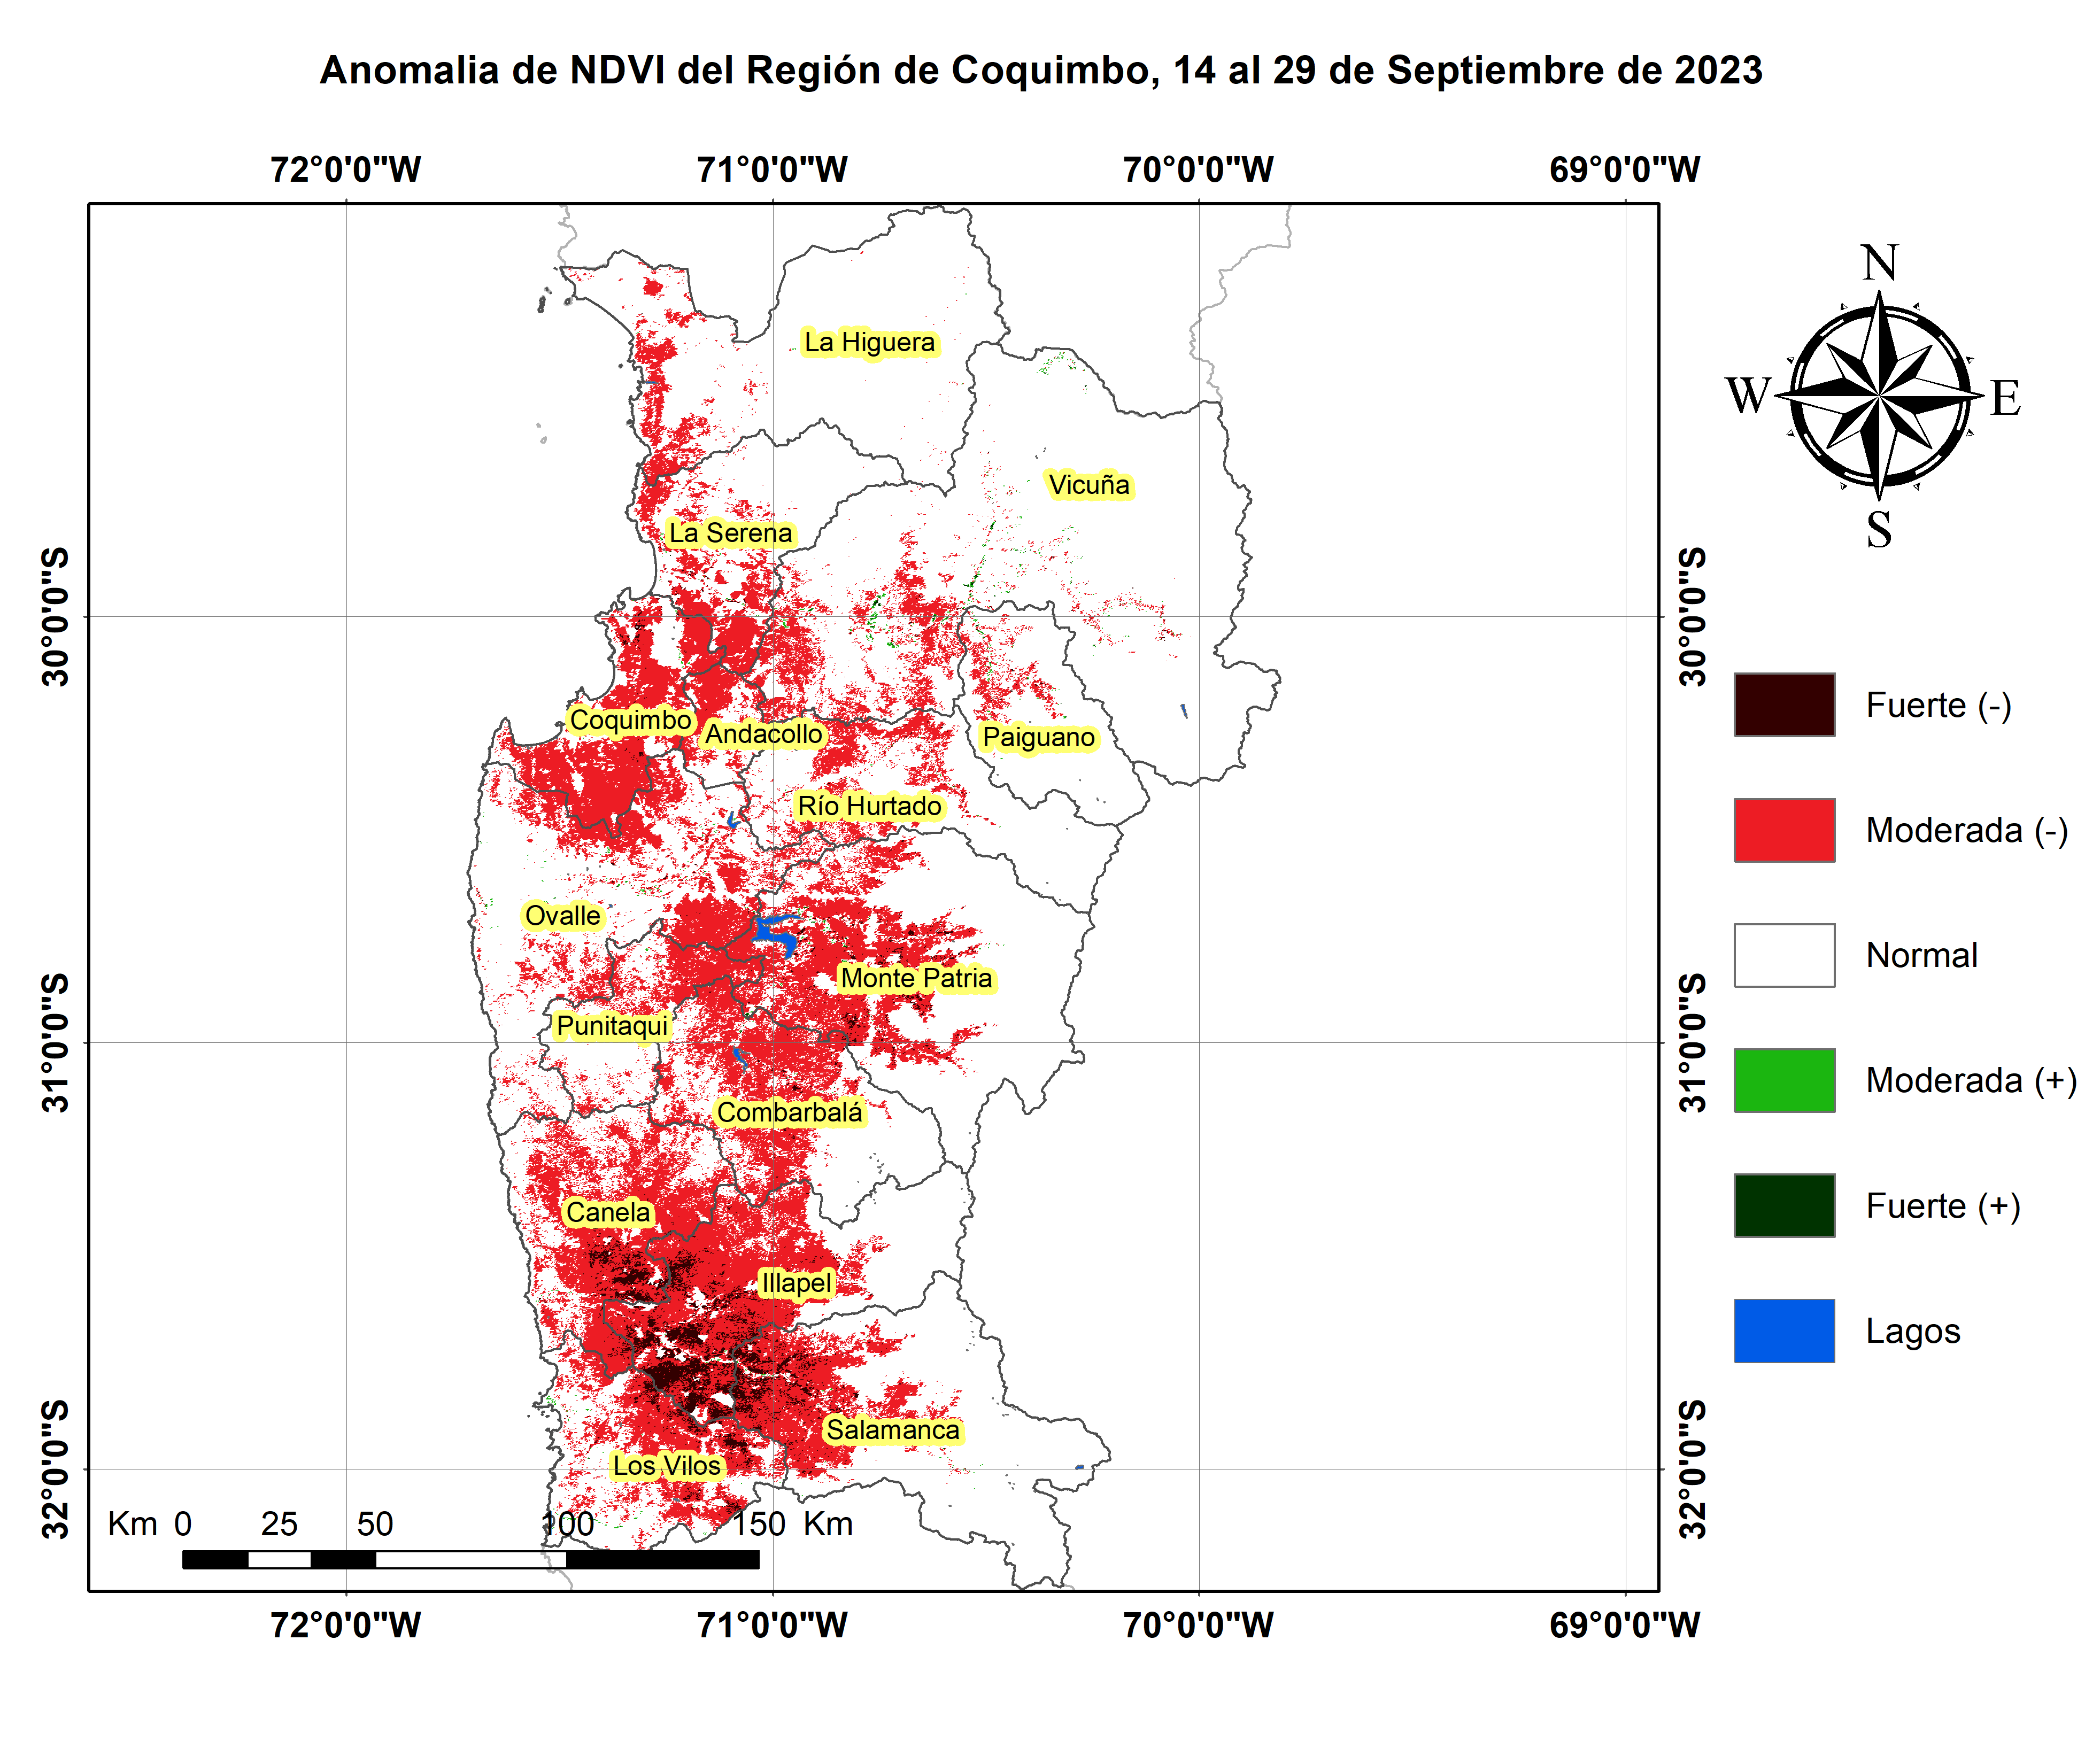 Anomalia de NDVI del Región de Coquimbo, 14 al 29 de Septiembre de 2023
72°0'0"W 71°0'0"W 70°0'0"W 69°0'0"W
N
W E
S
La Higuera
Vicuña
La Serena
30°0'0"S 30°0'0"S
Coquimbo
Andacollo
Paiguano
Río Hurtado
Ovalle
Monte Patria
Punitaqui
31°0'0"S 31°0'0"S
Combarbalá
Canela
Illapel
Salamanca
Los Vilos
32°0'0"S 32°0'0"S
Km 0 25 50 100 150 Km
72°0'0"W 71°0'0"W 70°0'0"W 69°0'0"W
Fuerte (-)
Moderada (-)
Normal
Moderada (+)
Fuerte (+)
Lagos